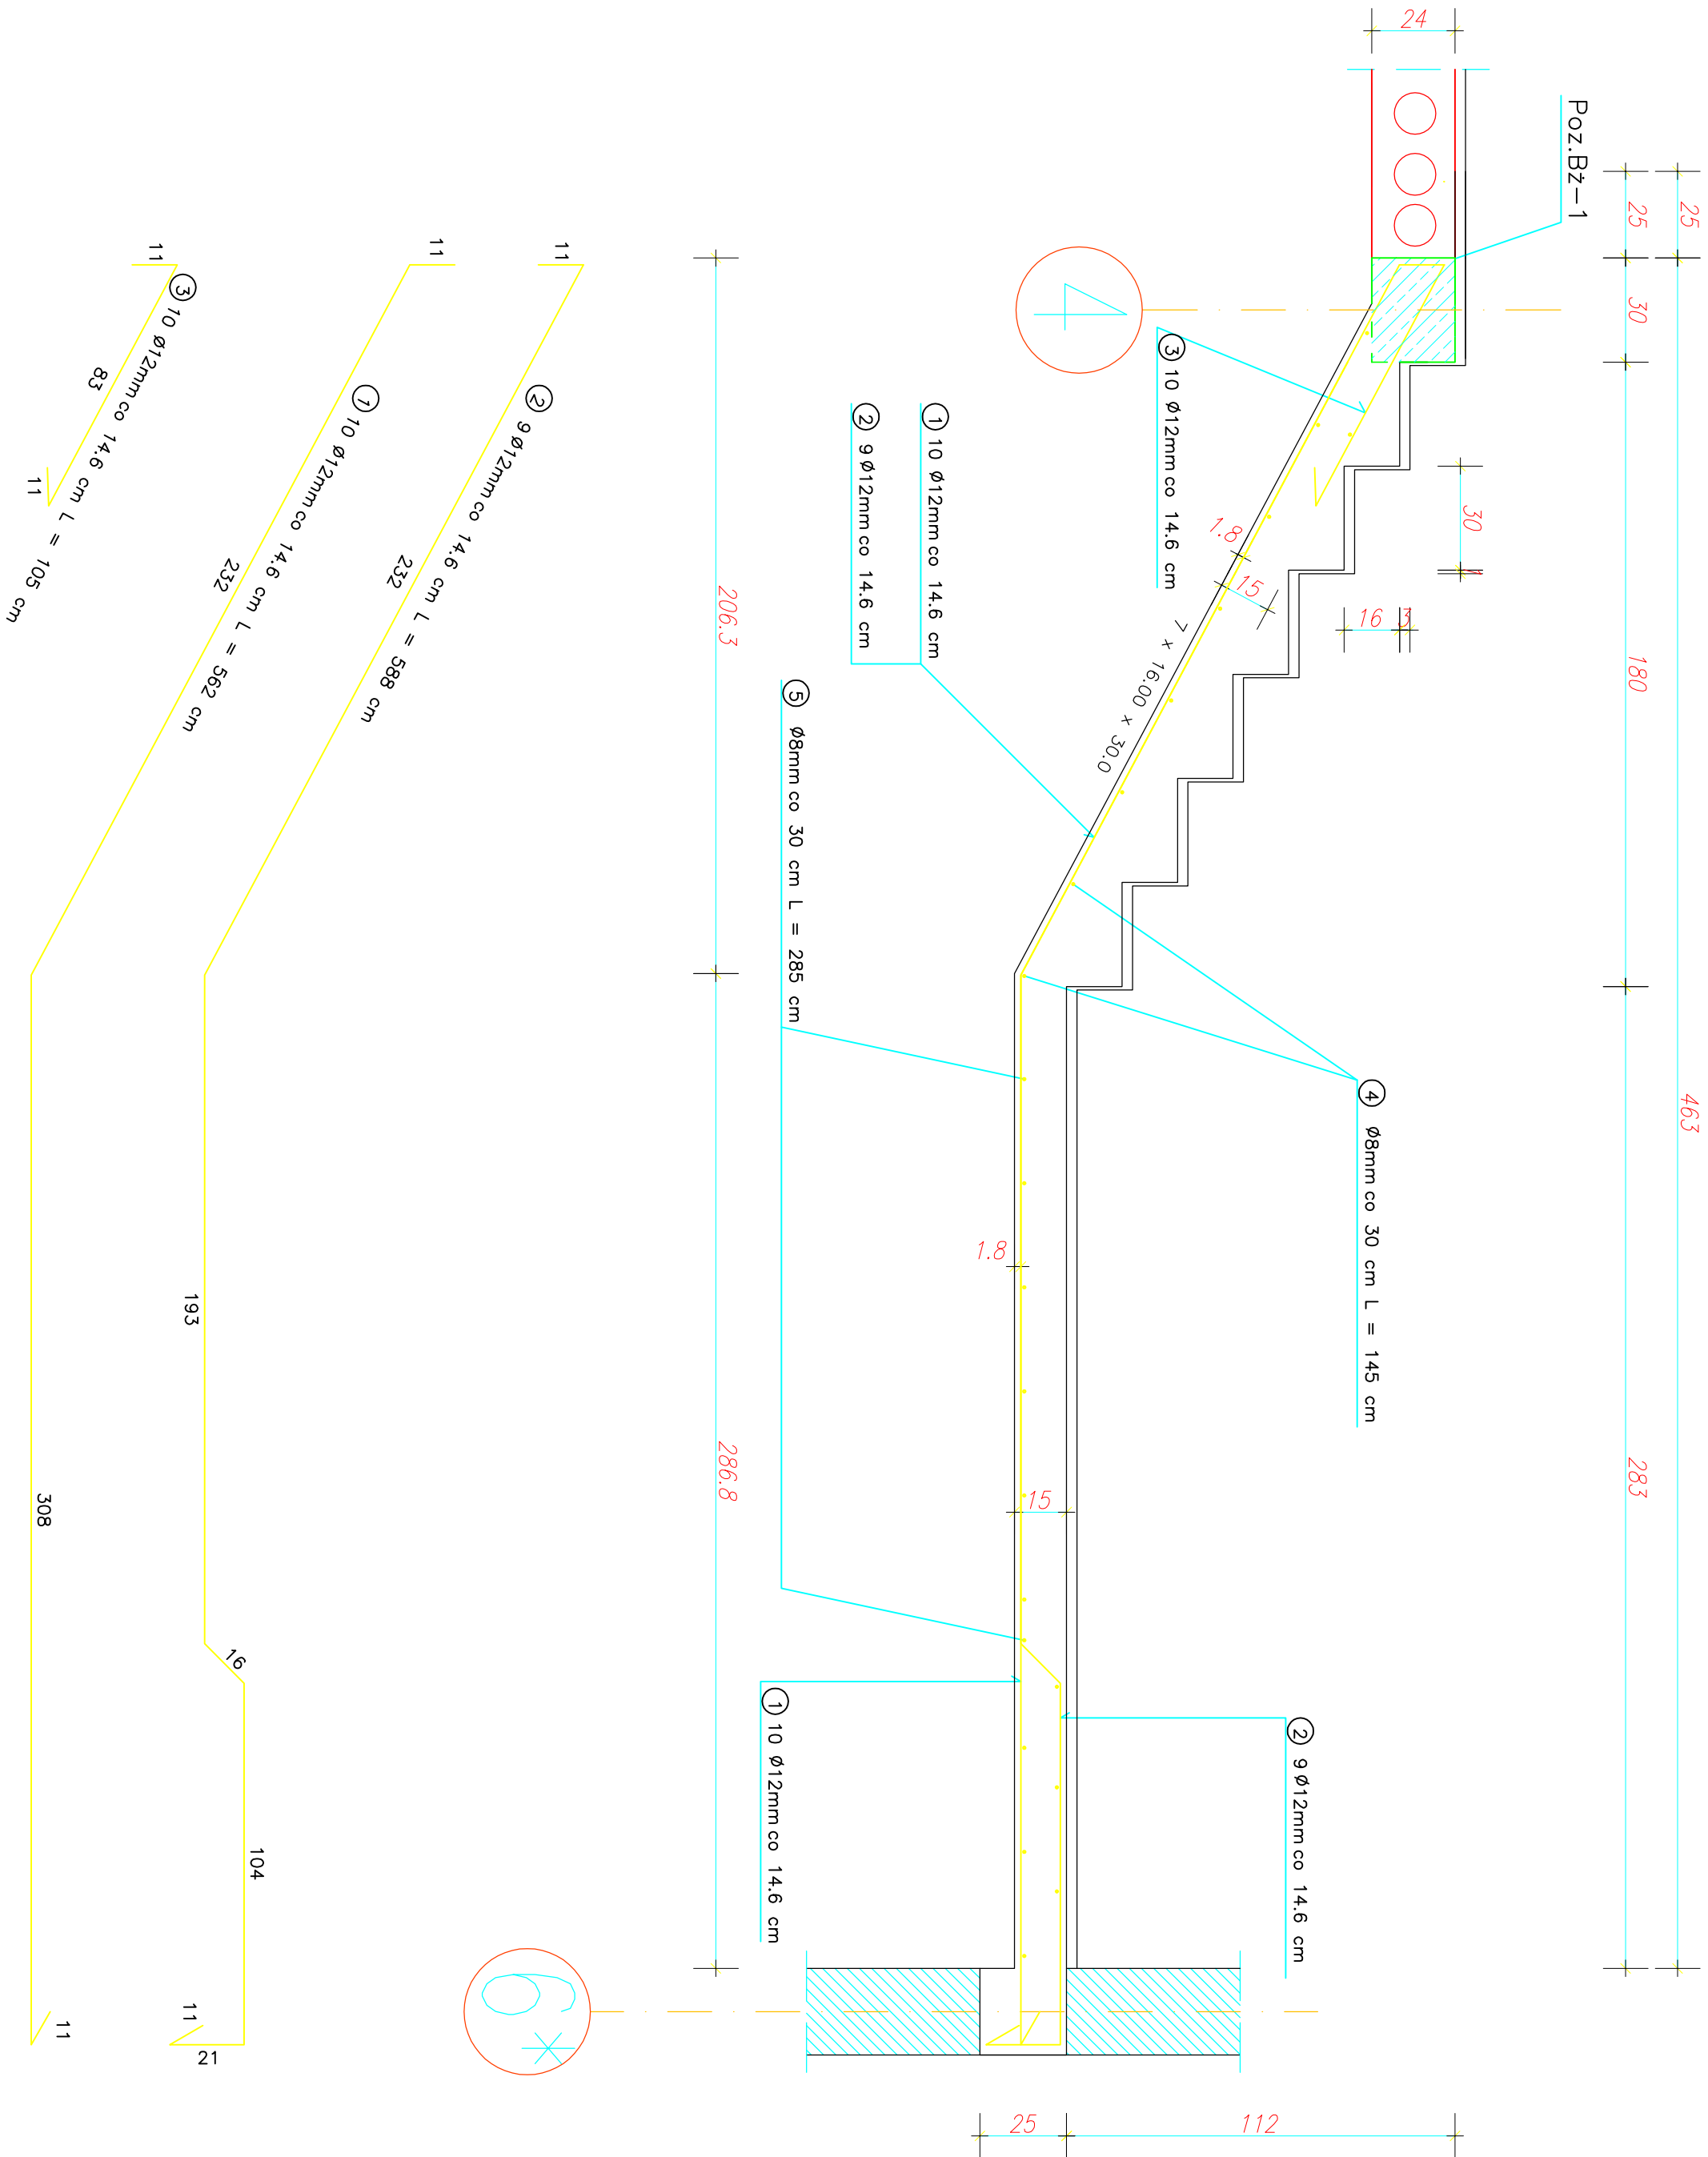 25
463
25
30
180
283
Poz.Bż-1
24
30
1
16
3
④ Ø8mm co 30 cm L = 145 cm
② 9 Ø12mm co 14.6 cm
112
25
③ 10 Ø12mm co 14.6 cm
4
1.8
15
7 x 16.00 x 30.0
① 10 Ø12mm co 14.6 cm
② 9 Ø12mm co 14.6 cm
1.8
15
⑤ Ø8mm co 30 cm L = 285 cm
① 10 Ø12mm co 14.6 cm
206.3
286.8
9*
11
② 9 Ø12mm co 14.6 cm L = 588 cm
232
193
16
104
21
11
11
① 10 Ø12mm co 14.6 cm L = 562 cm
232
308
11
11
③ 10 Ø12mm co 14.6 cm L = 105 cm
83
11